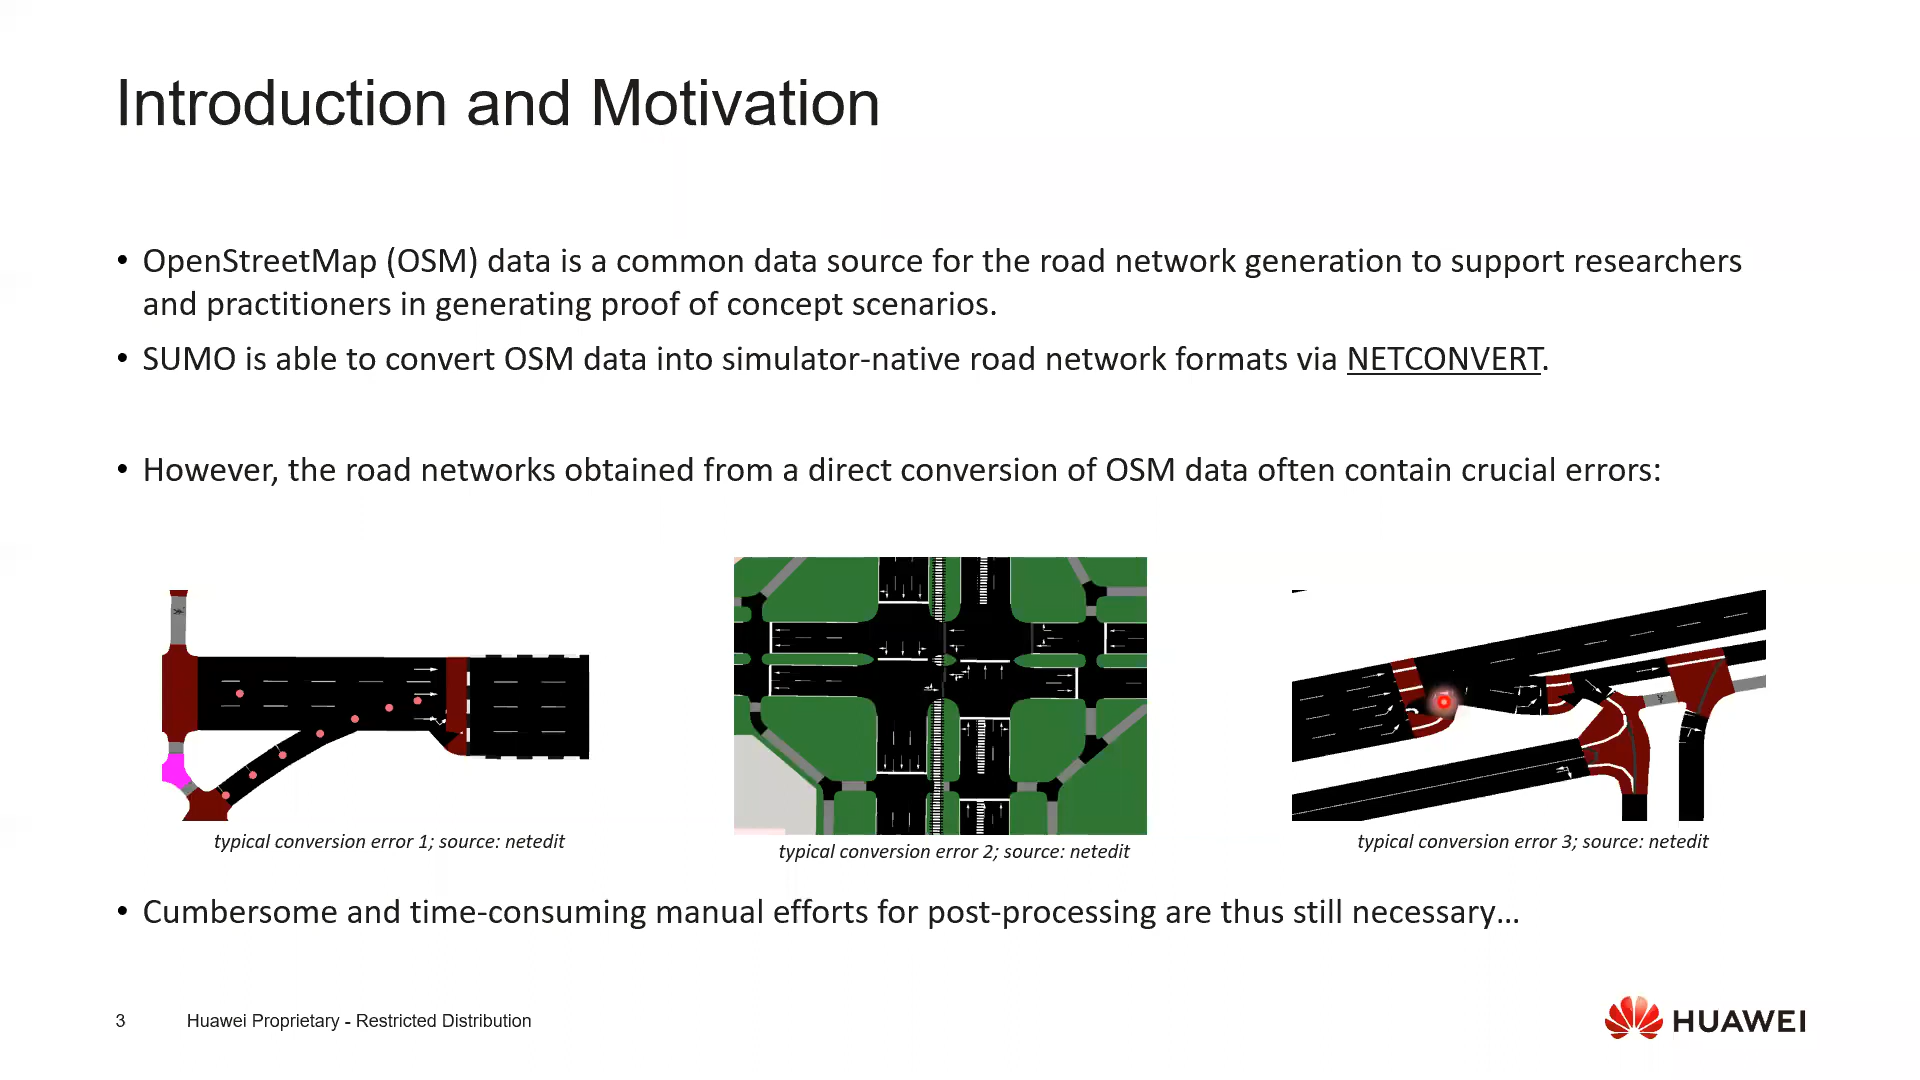 Introduction and Motivation
• OpenStreetMap (OSM) data is a common data source for the road network generation to support researchers
and practitioners in generating proof of concept scenarios.
• SUMO is able to convert OSM data into simulator-native road network formats via NETCONVERT.
• However, the road networks obtained from a direct conversion of OSM data often contain crucial errors:
typical conversion error 1; source: netedit
typical conversion error 2; source: netedit
typical conversion error 3; source: netedit
• Cumbersome and time-consuming manual efforts for post-processing are thus still necessary…
3
Huawei Proprietary - Restricted Distribution
HUAWEI